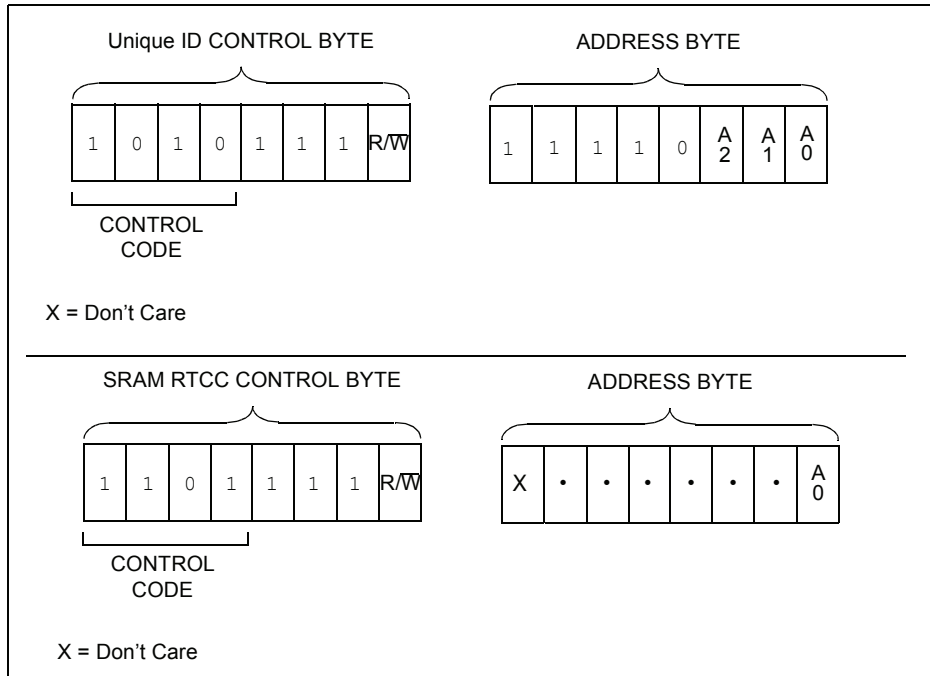 Unique ID CONTROL BYTE ADDRESS BYTE
1 0 1 0 1 1 1 R/W̅ 1 1 1 1 0 A2 A1 A0
CONTROL
CODE
X = Don't Care
SRAM RTCC CONTROL BYTE ADDRESS BYTE
1 1 0 1 1 1 1 R/W̅ X • • • • • • A0
CONTROL
CODE
X = Don't Care